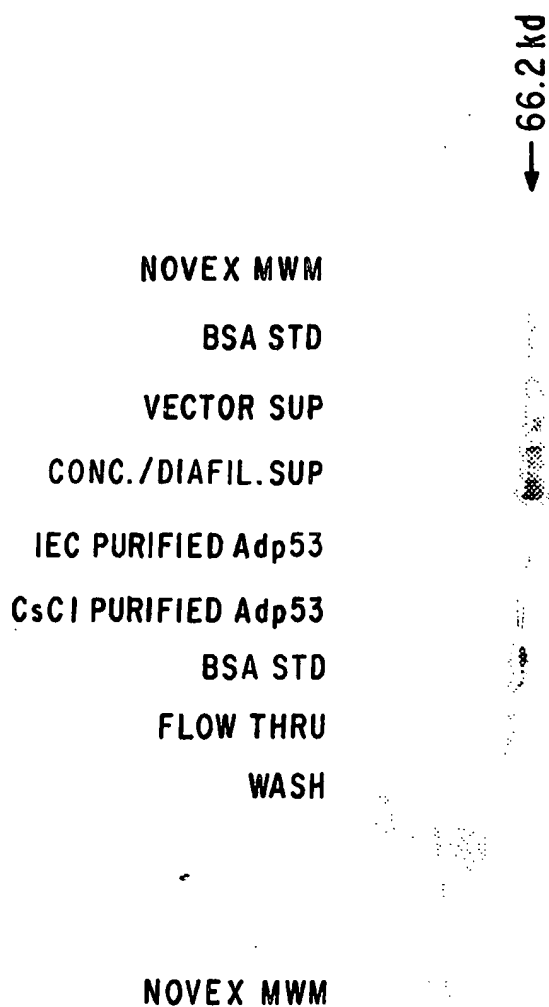 66.2 kd
NOVEX MWM
BSA STD
VECTOR SUP
CONC./DIAFIL. SUP
IEC PURIFIED Adp53
CsCl PURIFIED Adp53
BSA STD
FLOW THRU
WASH
NOVEX MWM